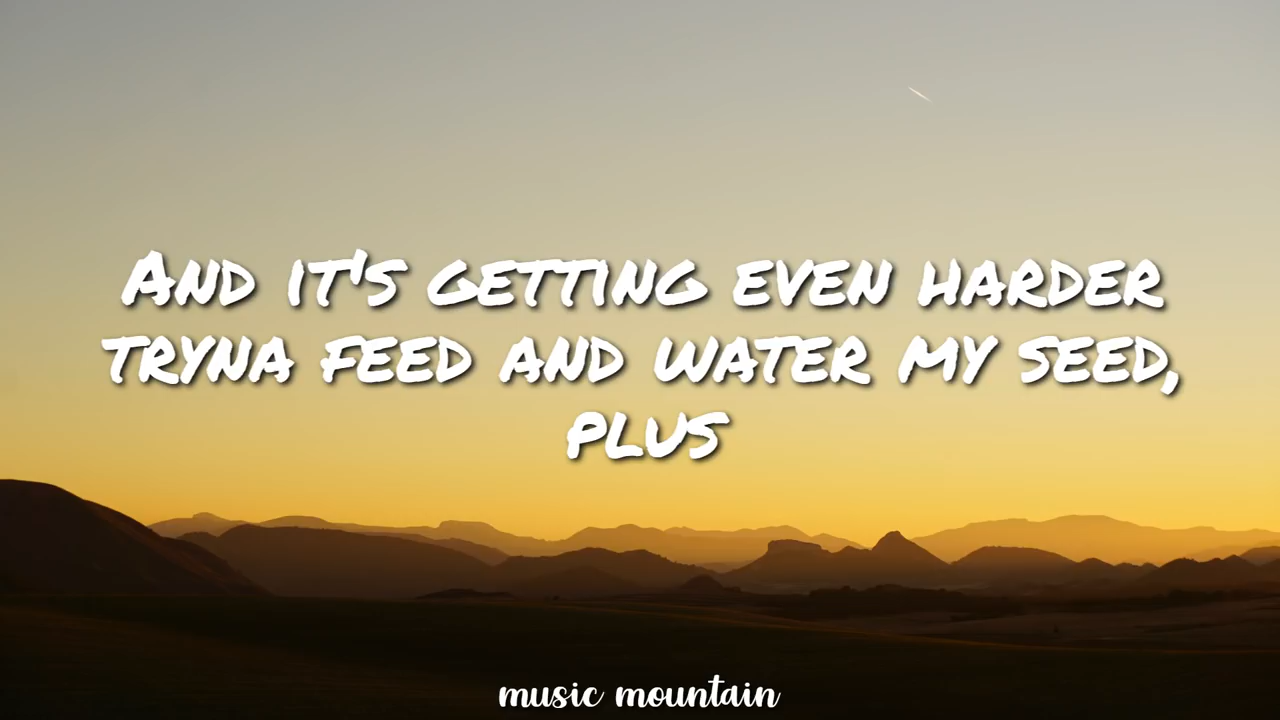 And it's getting even harder
tryna feed and water my seed,
plus
music mountain